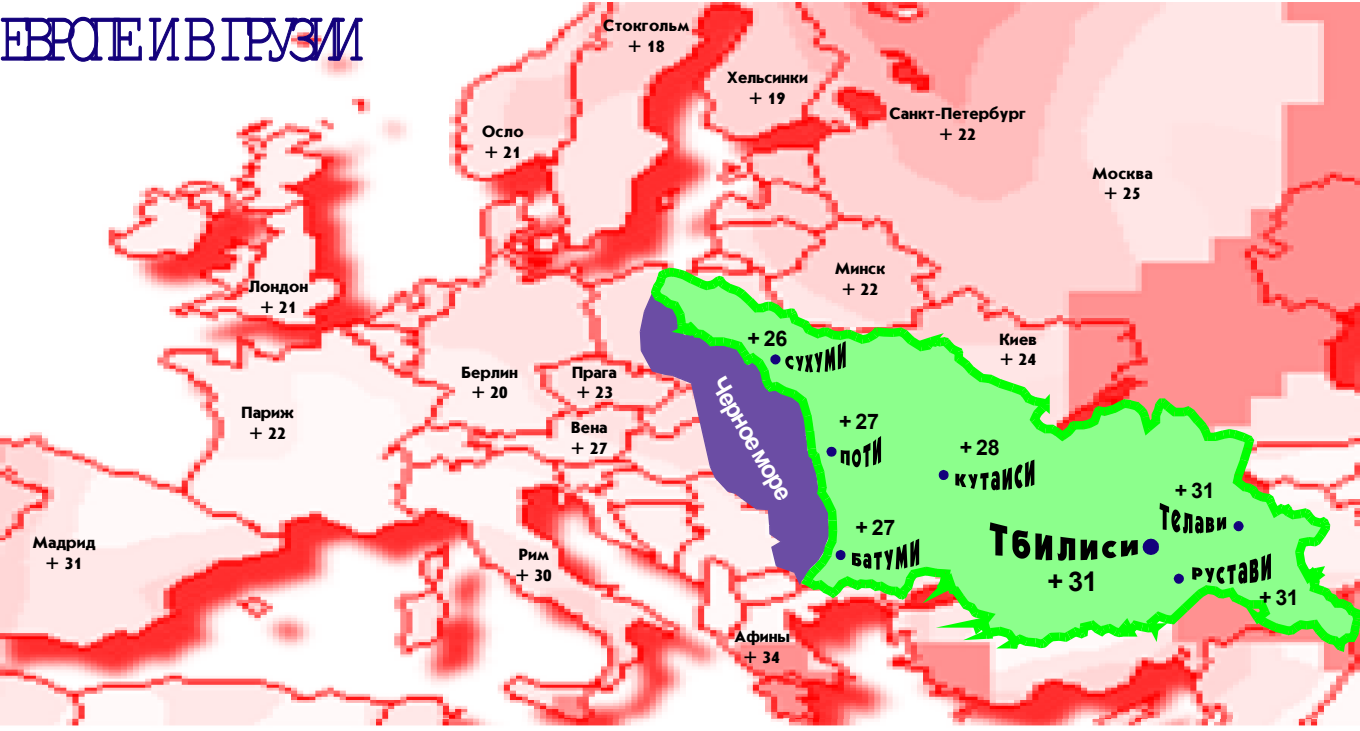 ЕВРОПЕ И В ГРУЗИИ
Стокгольм
+ 18
Хельсинки
+ 19
Санкт-Петербург
+ 22
Осло
+ 21
Москва
+ 25
Минск
+ 22
Лондон
+ 21
Киев
+ 24
Берлин
+ 20
Прага
+ 23
Париж
+ 22
Вена
+ 27
Мадрид
+ 31
Рим
+ 30
Афины
+ 34
Черное море
+ 26
СУХУМИ
+ 27
ПОТИ
+ 28
КУТАИСИ
+ 27
БАТУМИ
+ 31
Телави
Тбилиси
+ 31
РУСТАВИ
+ 31